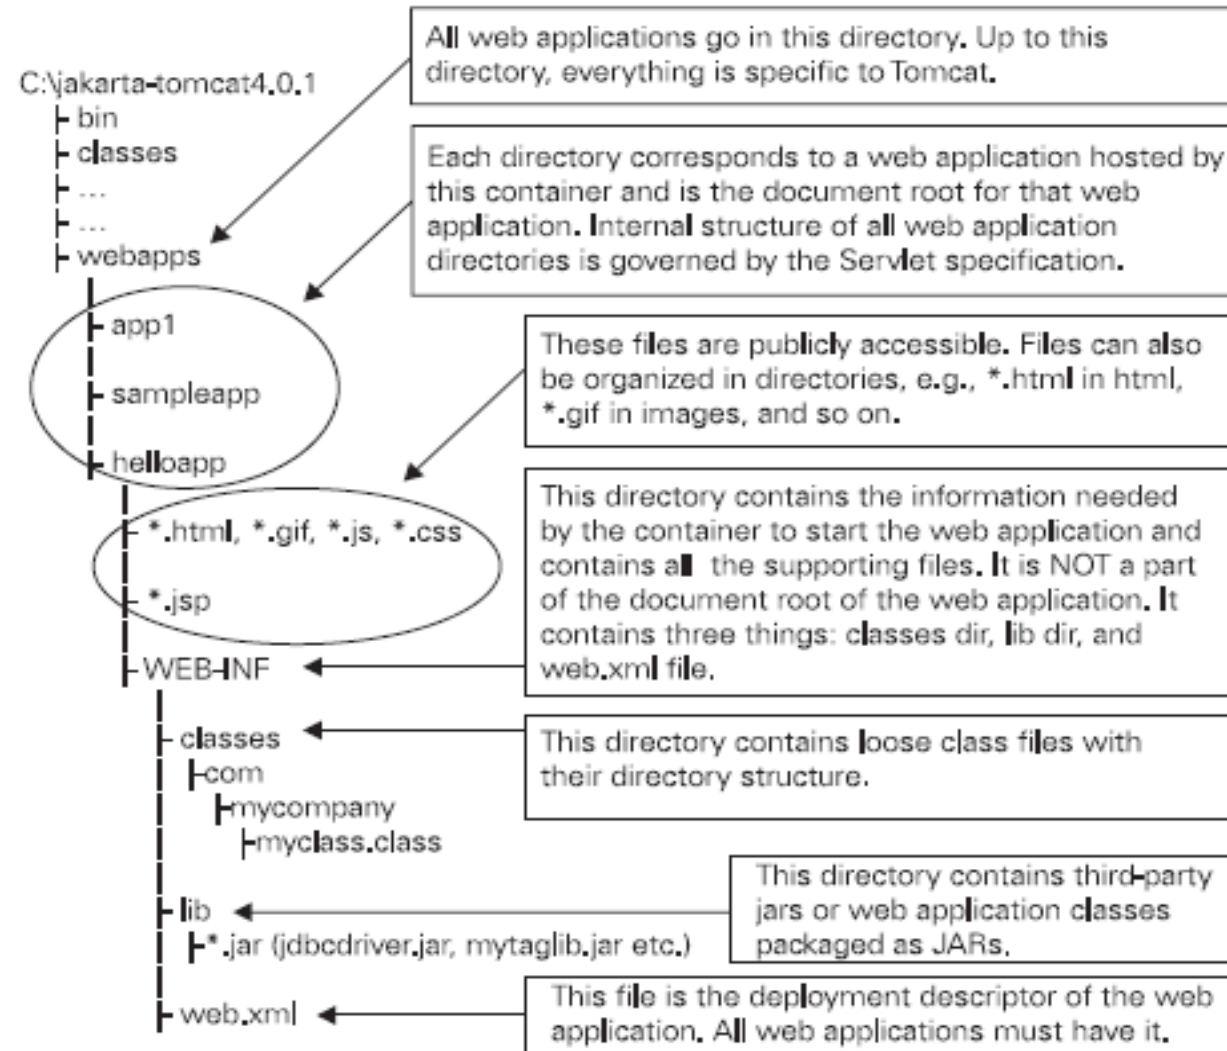 All web applications go in this directory. Up to this
directory, everything is specific to Tomcat.
C:\jakarta-tomcat4.0.1
bin
classes
...
...
webapps
Each directory corresponds to a web application hosted by
this container and is the document root for that web
application. Internal structure of all web application
directories is governed by the Servlet specification.
app1
sampleapp
helloapp
These files are publicly accessible. Files can also
be organized in directories, e.g., *.html in html,
*.gif in images, and so on.
*.html, *.gif, *.js, *.css
*.jsp
WEB-INF
This directory contains the information needed
by the container to start the web application and
contains all the supporting files. It is NOT a part
of the document root of the web application. It
contains three things: classes dir, lib dir, and
web.xml file.
classes
com
mycompany
myclass.class
This directory contains loose class files with
their directory structure.
lib
*.jar (jdbcdriver.jar, mytaglib.jar etc.)
This directory contains third-party
jars or web application classes
packaged as JARs.
web.xml
This file is the deployment descriptor of the web
application. All web applications must have it.